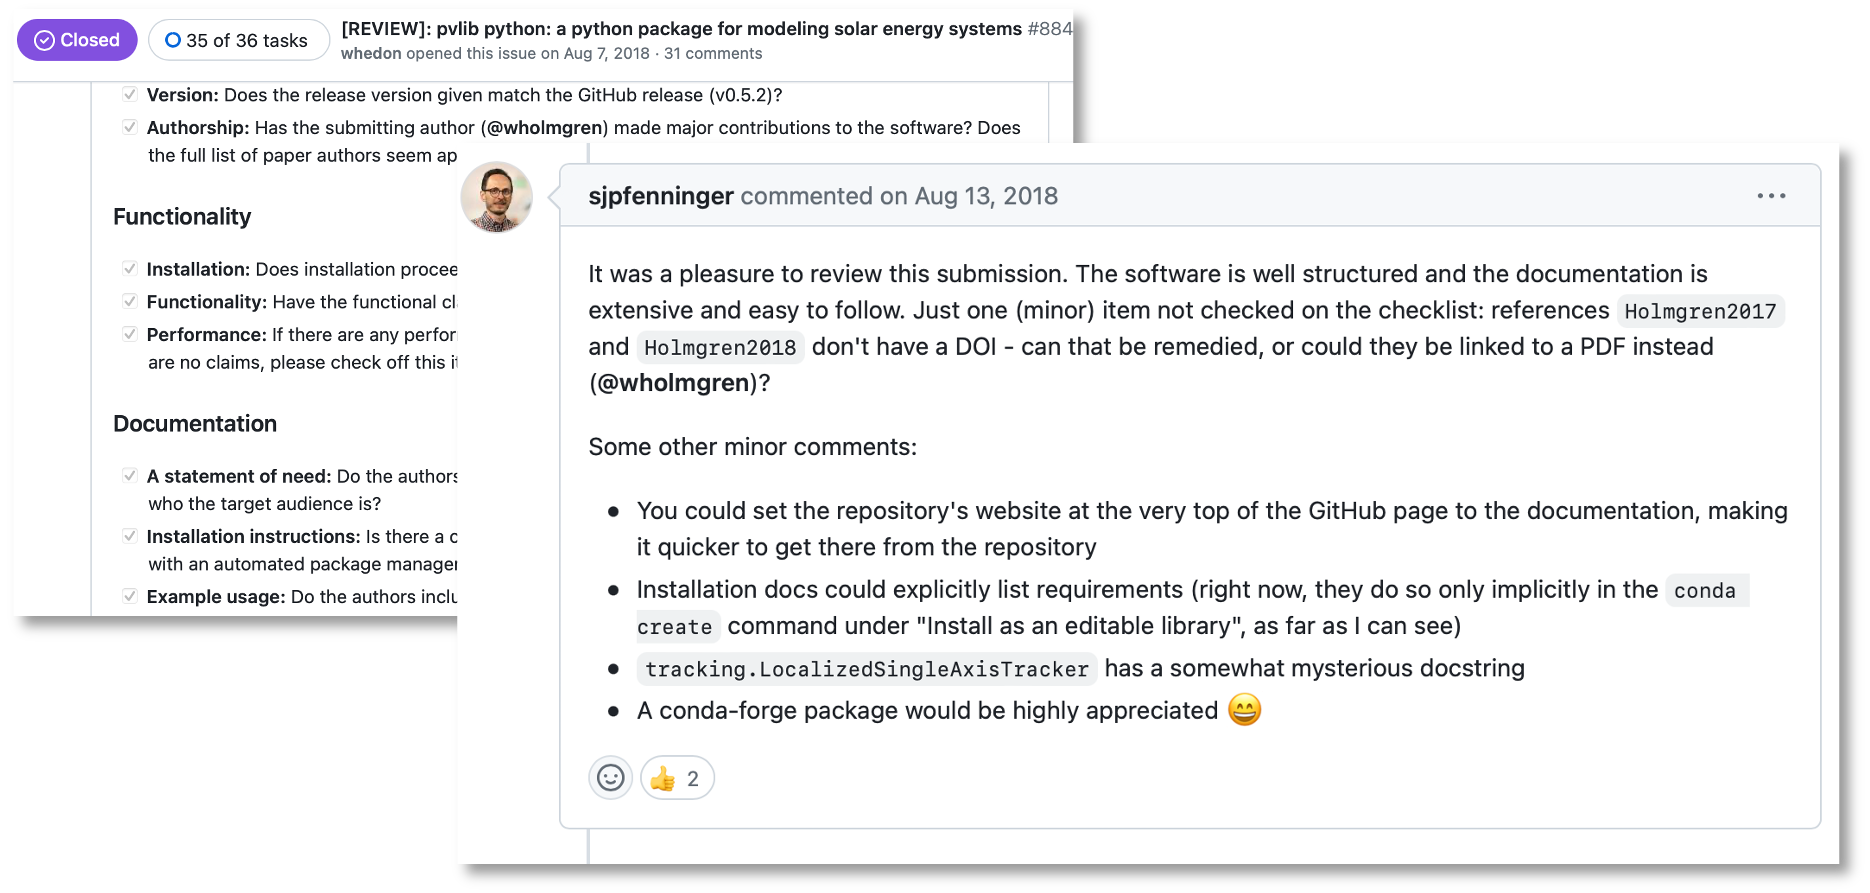 Closed
35 of 36 tasks
[REVIEW]: pvlib python: a python package for modeling solar energy systems #884
whedon opened this issue on Aug 7, 2018 · 31 comments
Version: Does the release version given match the GitHub release (v0.5.2)?
Authorship: Has the submitting author (@wholmgren) made major contributions to the software? Does
the full list of paper authors seem ap
Functionality
Installation: Does installation procee
Functionality: Have the functional
Performance: If there are any perfor
are no claims, please check off this
Documentation
A statement of need: Do the authors
who the target audience is?
Installation instructions: Is there a
with an automated package manager
Example usage: Do the authors inclu
sjpfenninger commented on Aug 13, 2018
It was a pleasure to review this submission. The software is well structured and the documentation is
extensive and easy to follow. Just one (minor) item not checked on the checklist: references Holmgren2017
and Holmgren2018 don't have a DOI - can that be remedied, or could they be linked to a PDF instead
(@wholmgren)?
Some other minor comments:
• You could set the repository's website at the very top of the GitHub page to the documentation, making
it quicker to get there from the repository
• Installation docs could explicitly list requirements (right now, they do so only implicitly in the conda
create command under "Install as an editable library", as far as I can see)
• tracking.LocalizedSingleAxisTracker has a somewhat mysterious docstring
• A conda-forge package would be highly appreciated 😄
👍 2